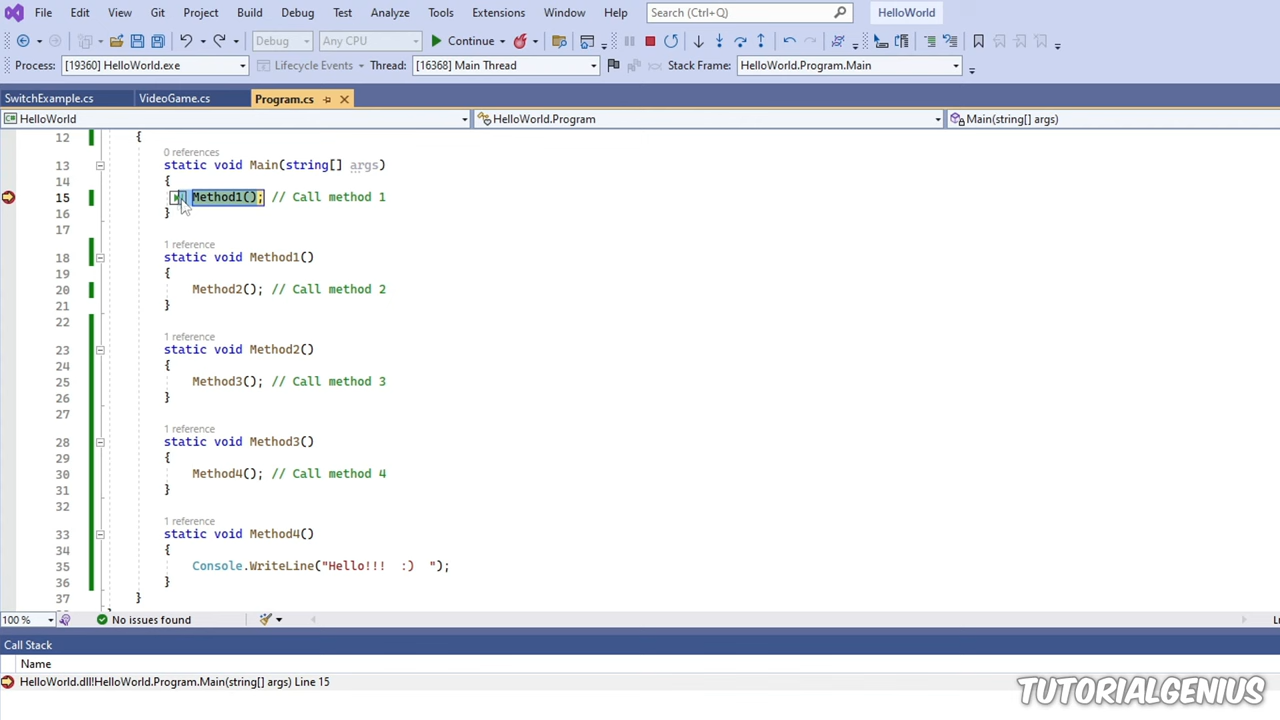 File Edit View Git Project Build Debug Test Analyze Tools Extensions Window Help Search (Ctrl+Q) HelloWorld
Debug Any CPU Continue
Process: [19360] HelloWorld.exe Lifecycle Events Thread: [16368] Main Thread Stack Frame: HelloWorld.Program.Main
SwitchExample.cs VideoGame.cs Program.cs
HelloWorld HelloWorld.Program Main(string[] args)
12 {
0 references
13 static void Main(string[] args)
14 {
15 Method1(); // Call method 1
16 }
17
1 reference
18 static void Method1()
19 {
20 Method2(); // Call method 2
21 }
22
1 reference
23 static void Method2()
24 {
25 Method3(); // Call method 3
26 }
27
1 reference
28 static void Method3()
29 {
30 Method4(); // Call method 4
31 }
32
1 reference
33 static void Method4()
34 {
35 Console.WriteLine("Hello!!!  :)  ");
36 }
37 }
100 % No issues found
Call Stack
Name
HelloWorld.dll!HelloWorld.Program.Main(string[] args) Line 15
TUTORIALGENIUS